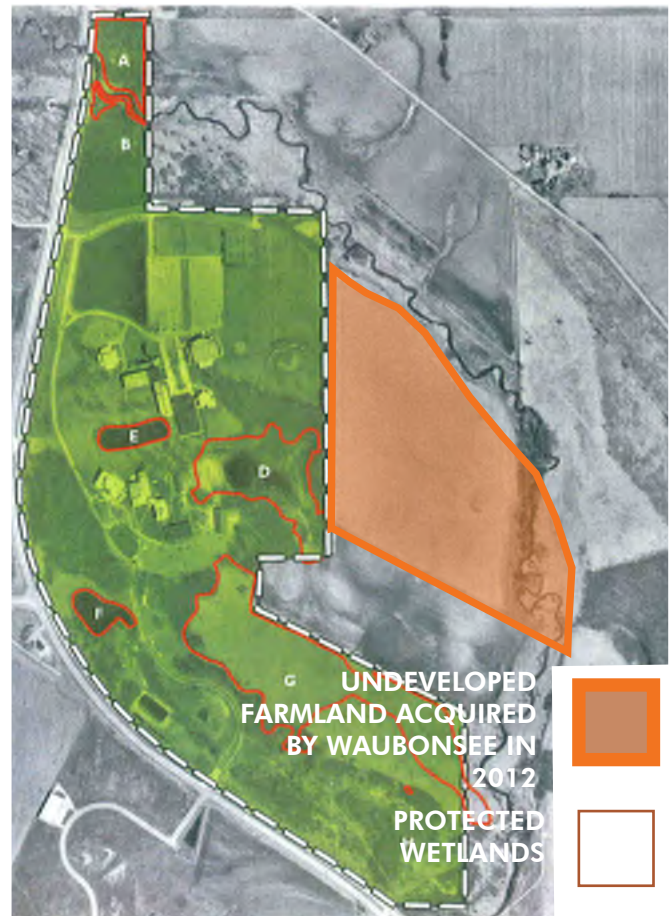 A
B
E
D
F
G
UNDEVELOPED
FARMLAND ACQUIRED
BY WAUBONSEE IN
2012
PROTECTED
WETLANDS